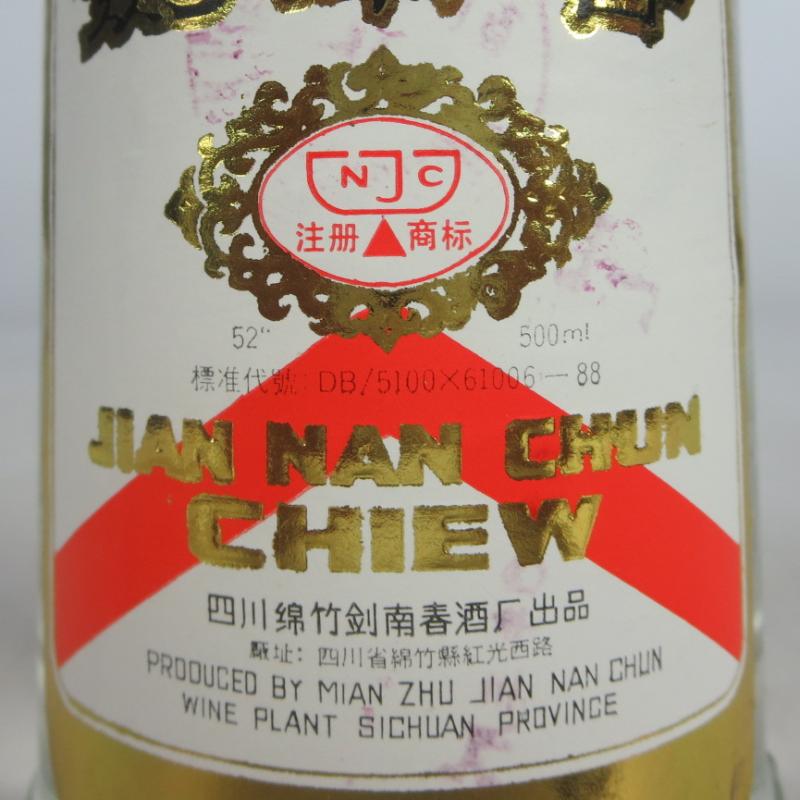 NJC
注册 商标
52° 500ml
標准代號: DB/5100×61006—88
JIAN NAN CHUN
CHIEW
四川绵竹剑南春酒厂出品
廠址: 四川省綿竹縣紅光西路
PRODUCED BY MIAN ZHU JIAN NAN CHUN
WINE PLANT SICHUAN PROVINCE